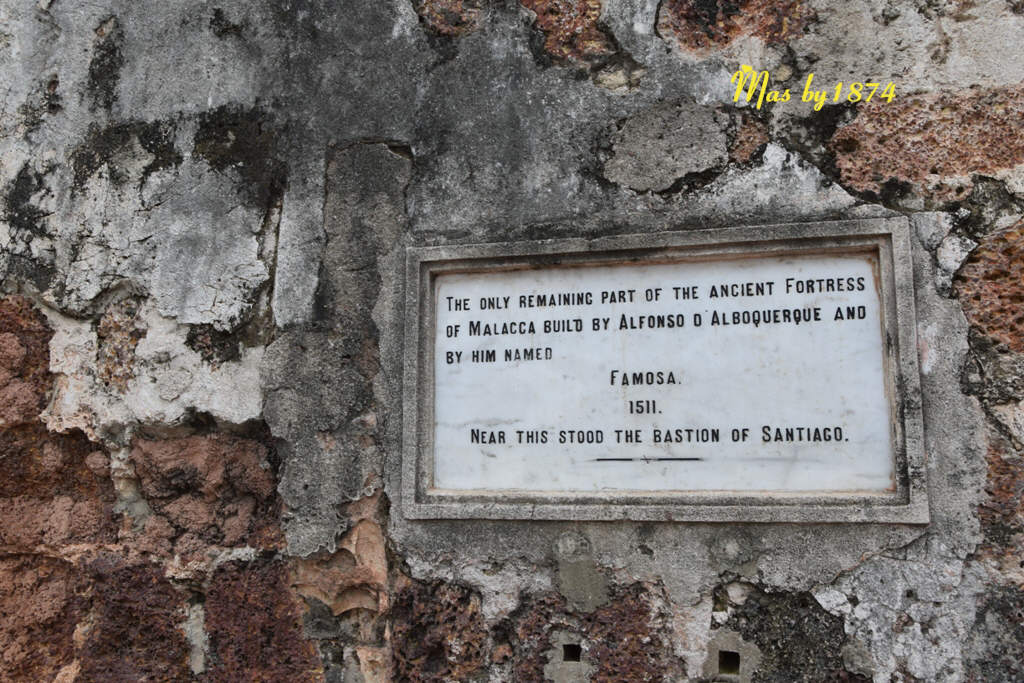 Mas by1874
THE ONLY REMAINING PART OF THE ANCIENT FORTRESS
OF MALACCA BUILT BY ALFONSO D'ALBOQUERQUE AND
BY HIM NAMED
FAMOSA.
1511.
NEAR THIS STOOD THE BASTION OF SANTIAGO.